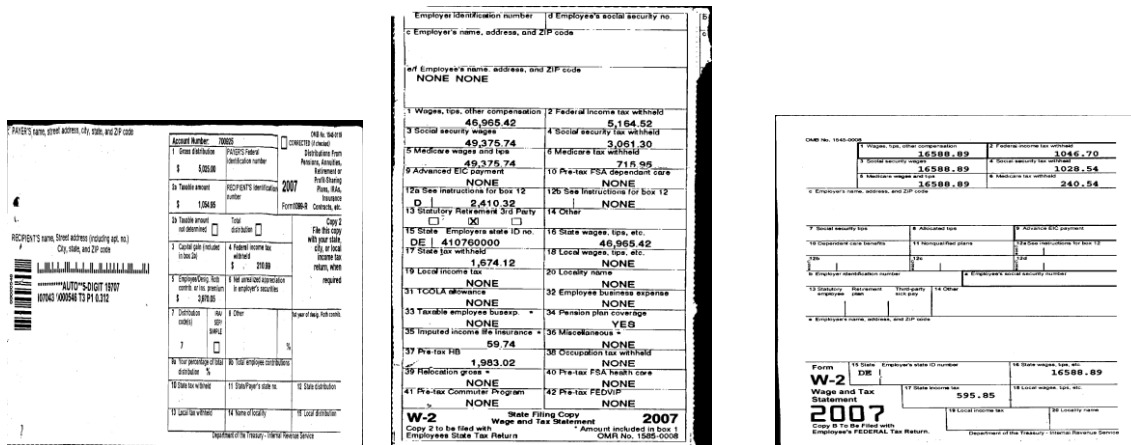 PAYER'S name, street address, city, state, and ZIP code
Account Number: 700825
CORRECTED (if checked)
OMB No. 1545-0119
1 Gross distribution
$ 5,025.00
PAYER'S Federal identification number
Distributions From Pensions, Annuities, Retirement or Profit-Sharing Plans, IRAs, Insurance Contracts, etc.
2a Taxable amount
$ 1,054.95
RECIPIENT'S Identification number
2007
Form 1099-R
2b Taxable amount not determined
Total distribution
Copy 2
File this copy with your state, city, or local income tax return, when required
RECIPIENT'S name, Street address (including apt. no.)
City, state, and ZIP code
3 Capital gain (included in box 2a)
4 Federal income tax withheld
$ 210.99
**********AUTO**5-DIGIT 19707
5 Employee/Desig. Roth contrib. or ins. premium
$ 3,970.05
6 Net unrealized appreciation in employer's securities
7 Distribution code(s)
7
IRA/ SEP/ SIMPLE
8 Other
%
1st year of desig. Roth contrib.
9a Your percentage of total distribution %
9b Total employee contributions
10 State tax withheld
11 State/Payer's state no.
12 State distribution
13 Local tax withheld
14 Name of locality
15 Local distribution
Department of the Treasury - Internal Revenue Service
Employer identification number
d Employee's social security no.
c Employer's name, address, and ZIP code
e/f Employee's name, address, and ZIP code
NONE NONE
1 Wages, tips, other compensation
46,965.42
2 Federal income tax withheld
5,164.52
3 Social security wages
49,375.74
4 Social security tax withheld
3,061.30
5 Medicare wages and tips
49,375.74
6 Medicare tax withheld
715.95
9 Advanced EIC payment
NONE
10 Pre-tax FSA dependant care
NONE
12a See instructions for box 12
D 2,410.32
12b See instructions for box 12
NONE
13 Statutory Retirement 3rd Party
X
14 Other
15 State Employers state ID no.
DE 410760000
16 State wages, tips, etc.
46,965.42
17 State tax withheld
1,674.12
18 Local wages, tips, etc.
NONE
19 Local income tax
NONE
20 Locality name
NONE
31 TCOLA allowance
NONE
32 Employee business expense
NONE
33 Taxable employee busexp. *
NONE
34 Pension plan coverage
YES
35 Imputed income life Insurance *
59.74
36 Miscellaneous *
NONE
37 Pre-tax HB
1,983.02
38 Occupation tax withheld
NONE
39 Relocation gross *
NONE
40 Pre-tax FSA health care
NONE
41 Pre-tax Commuter Program
NONE
42 Pre-tax FEDVIP
NONE
W-2 State Filing Copy 2007
Wage and Tax Statement
Copy 2 to be filed with
Employees State Tax Return
* Amount included in box 1
OMR No. 1585-0008
OMB No. 1545-0008
1 Wages, tips, other compensation
16588.89
2 Federal income tax withheld
1046.70
3 Social security wages
16588.89
4 Social security tax withheld
1028.54
5 Medicare wages and tips
16588.89
6 Medicare tax withheld
240.54
c Employer's name, address, and ZIP code
7 Social security tips
8 Allocated tips
9 Advance EIC payment
10 Dependent care benefits
11 Nonqualified plans
12a See instructions for box 12
12b
12c
12d
b Employer identification number
a Employee's social security number
13 Statutory employee
Retirement plan
Third-party sick pay
14 Other
e Employee's name, address, and ZIP code
Form
W-2
Wage and Tax
Statement
2007
Copy B To Be Filed with
Employee's FEDERAL Tax Return.
15 State Employer's state ID number
DE
16 State wages, tips, etc.
16588.89
17 State income tax
595.85
18 Local wages, tips, etc.
19 Local income tax
20 Locality name
Department of the Treasury - Internal Revenue Service